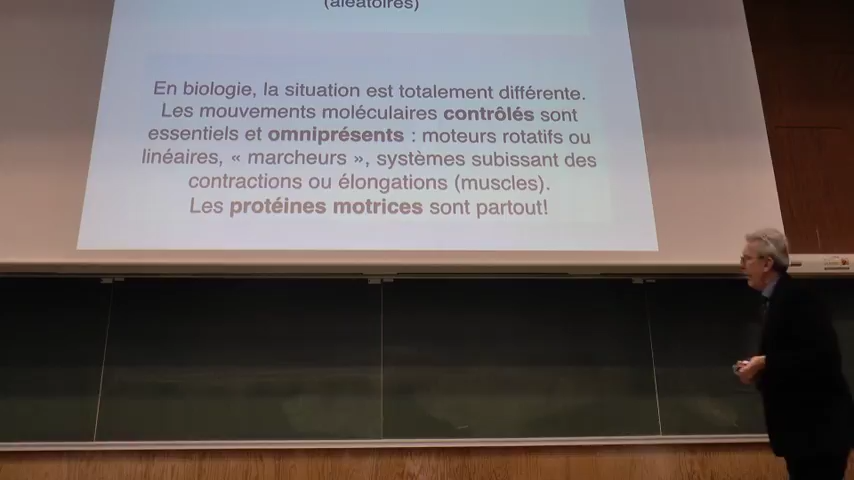 (aléatoires)
En biologie, la situation est totalement différente.
Les mouvements moléculaires contrôlés sont
essentiels et omniprésents : moteurs rotatifs ou
linéaires, « marcheurs », systèmes subissant des
contractions ou élongations (muscles).
Les protéines motrices sont partout!